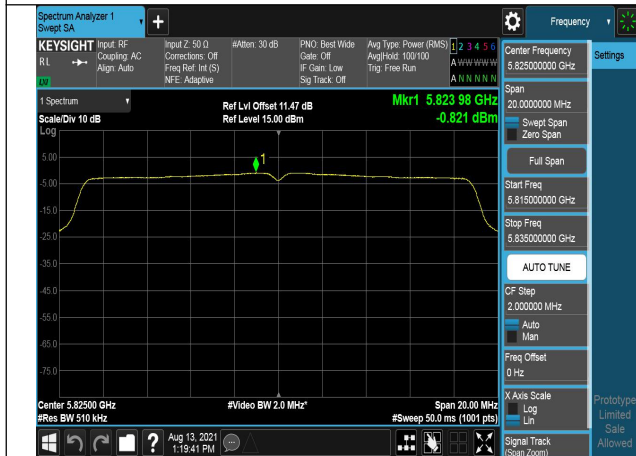 Spectrum Analyzer 1
Swept SA
+
Frequency
KEYSIGHT
R L
LNI
Input: RF
Coupling: AC
Align: Auto
Input Z: 50 Ω
Corrections: Off
Freq Ref: Int (S)
NFE: Adaptive
#Atten: 30 dB
PNO: Best Wide
Gate: Off
IF Gain: Low
Sig Track: Off
Avg Type: Power (RMS)
Avg|Hold: 100/100
Trig: Free Run
1 2 3 4 5 6
A W W W W W
A N N N N N
1 Spectrum
Scale/Div 10 dB
Log
Ref Lvl Offset 11.47 dB
Ref Level 15.00 dBm
Mkr1 5.823 98 GHz
-0.821 dBm
1
5.00
-5.00
-15.0
-25.0
-35.0
-45.0
-55.0
-65.0
-75.0
Center 5.82500 GHz
#Res BW 510 kHz
#Video BW 2.0 MHz*
Span 20.00 MHz
#Sweep 50.0 ms (1001 pts)
?
Aug 13, 2021
1:19:41 PM
Center Frequency
5.825000000 GHz
Settings
Span
20.0000000 MHz
Swept Span
Zero Span
Full Span
Start Freq
5.815000000 GHz
Stop Freq
5.835000000 GHz
AUTO TUNE
CF Step
2.000000 MHz
Auto
Man
Freq Offset
0 Hz
X Axis Scale
Log
Lin
Signal Track
(Span Zoom)
Prototype
Limited
Sale
Allowed